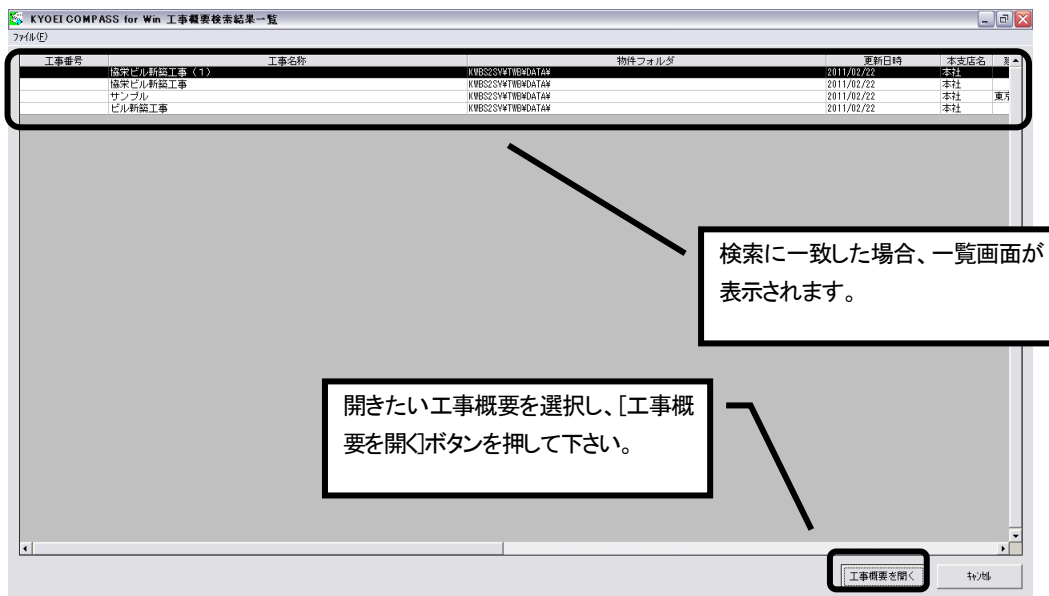 KYOEI COMPASS for Win 工事概要検索結果一覧
ファイル(F)
工事番号 工事名称 物件フォルダ 更新日時 本支店名
協栄ビル新築工事（１） KWBS2SY¥TWB¥DATA¥ 2011/02/22 本社
協栄ビル新築工事 KWBS2SY¥TWB¥DATA¥ 2011/02/22 本社
サンプル KWBS2SY¥TWB¥DATA¥ 2011/02/22 本社 東京
ビル新築工事 KWBS2SY¥TWB¥DATA¥ 2011/02/22 本社
検索に一致した場合、一覧画面が
表示されます。
開きたい工事概要を選択し、[工事概
要を開く]ボタンを押して下さい。
工事概要を開く キャンセル